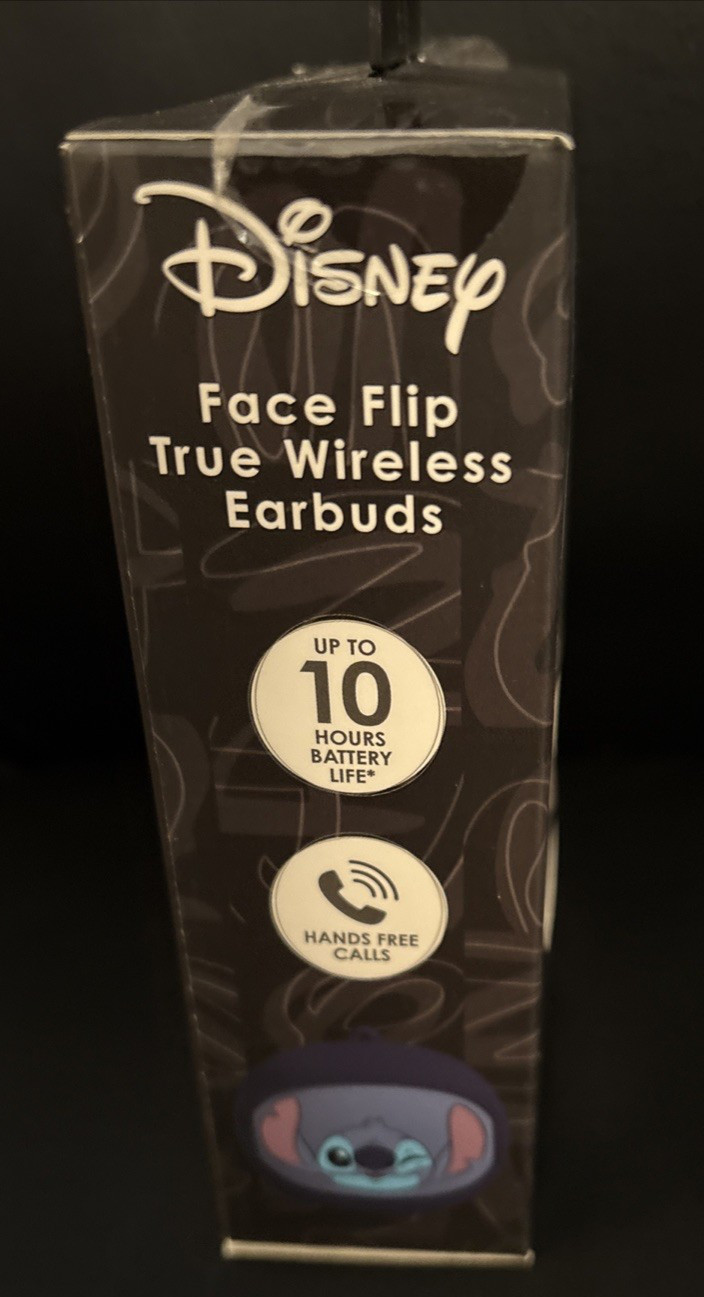 Disney
Face Flip
True Wireless
Earbuds
UP TO
10
HOURS
BATTERY
LIFE*
HANDS FREE
CALLS